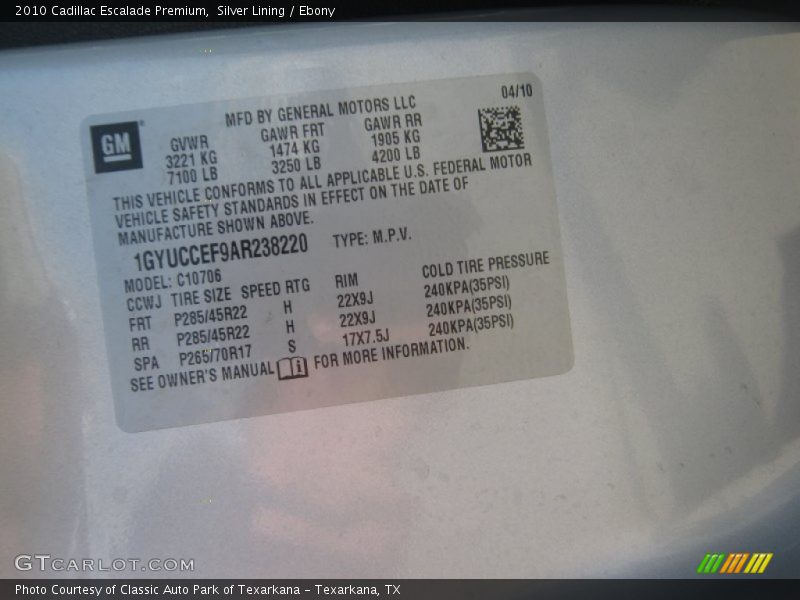 2010 Cadillac Escalade Premium,  Silver Lining / Ebony
04/10
GM
MFD BY GENERAL MOTORS LLC
GVWR GAWR FRT GAWR RR
3221 KG 1474 KG 1905 KG
7100 LB 3250 LB 4200 LB
THIS VEHICLE CONFORMS TO ALL APPLICABLE U.S. FEDERAL MOTOR
VEHICLE SAFETY STANDARDS IN EFFECT ON THE DATE OF
MANUFACTURE SHOWN ABOVE.
1GYUCCEF9AR238220 TYPE: M.P.V.
MODEL: C10706
CCWJ TIRE SIZE SPEED RTG RIM COLD TIRE PRESSURE
FRT P285/45R22 H 22X9J 240KPA(35PSI)
RR P285/45R22 H 22X9J 240KPA(35PSI)
SPA P265/70R17 S 17X7.5J 240KPA(35PSI)
SEE OWNER'S MANUAL FOR MORE INFORMATION.
GTCARLOT.COM
Photo Courtesy of Classic Auto Park of Texarkana – Texarkana, TX